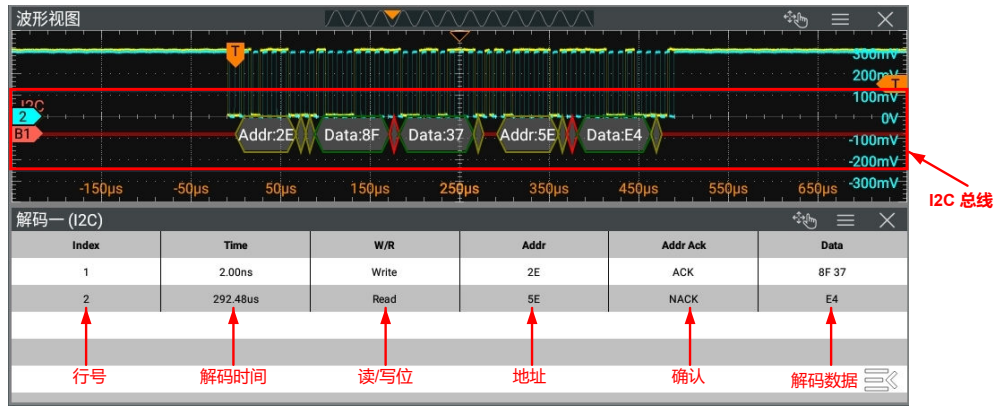 波形视图
T
300mV
200mV
T
100mV
I2C
2
0V
B1
Addr:2E
Data:8F
Data:37
Addr:5E
Data:E4
-100mV
-200mV
-300mV
-150μs -50μs 50μs 150μs 250μs 350μs 450μs 550μs 650μs
I2C 总线
解码一 (I2C)
Index Time W/R Addr Addr Ack Data
1 2.00ns Write 2E ACK 8F 37
2 292.48us Read 5E NACK E4
行号 解码时间 读/写位 地址 确认 解码数据